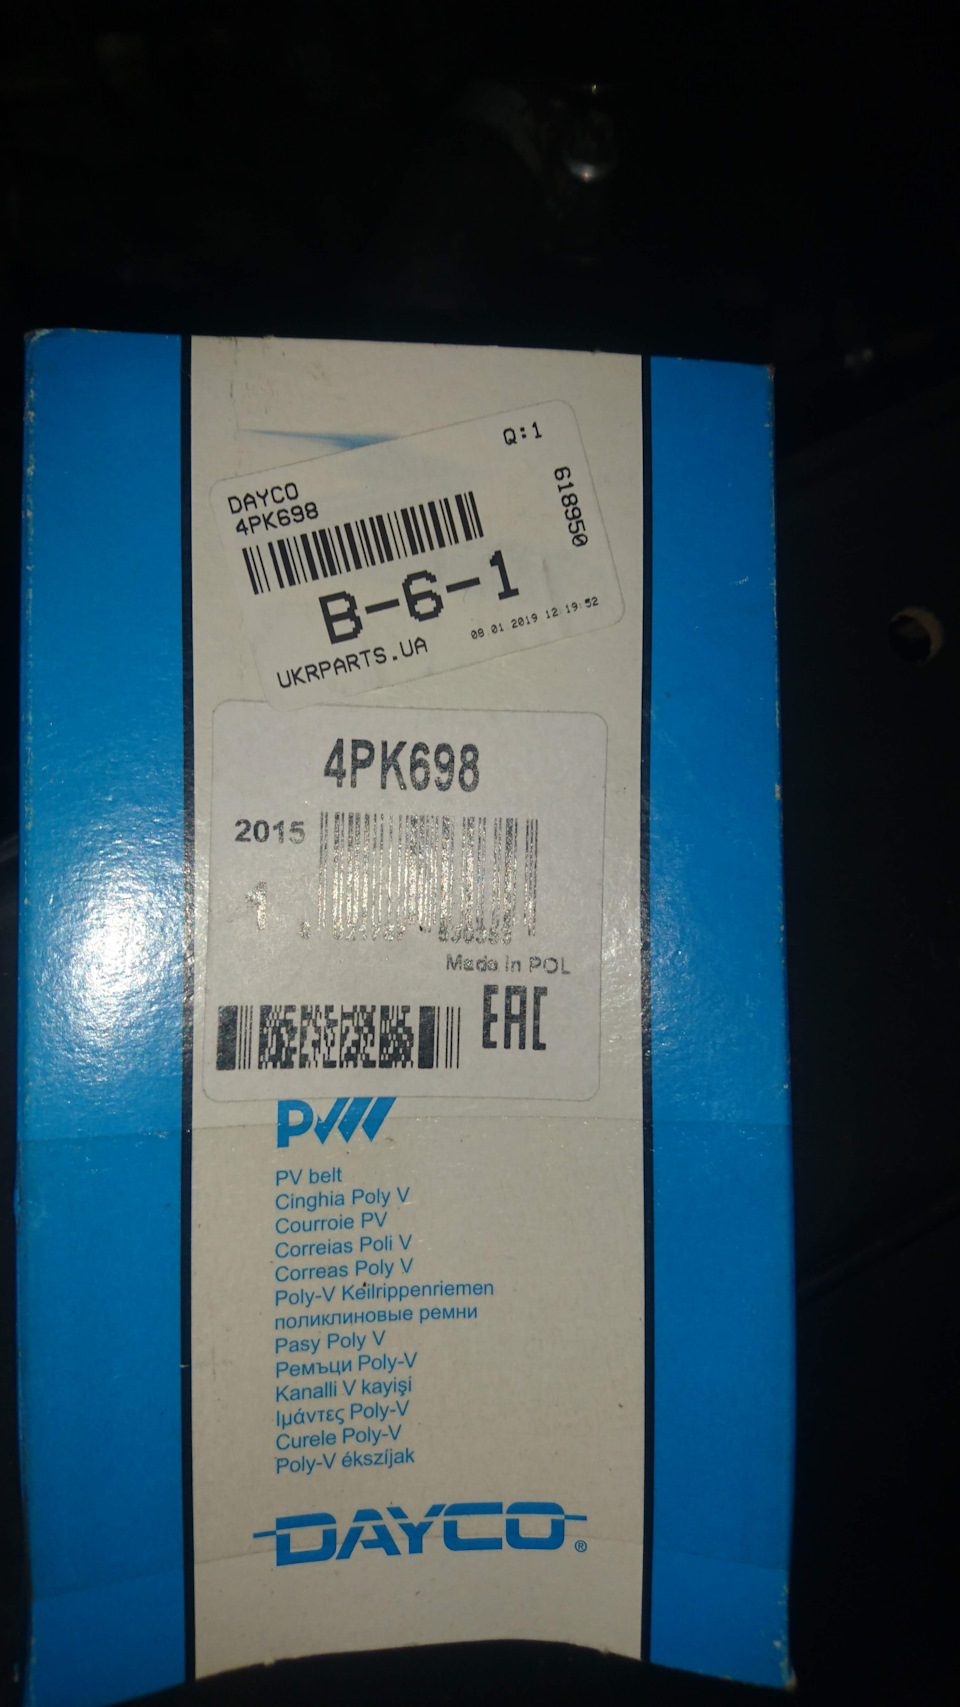 Q:1
DAYCO
4PK698
618950
B-6-1
UKRPARTS.UA
08 01 2019 12 19 52
4PK698
2015
1
Made in POL
EAC
PV
PV belt
Cinghia Poly V
Courroie PV
Correias Poli V
Correas Poly V
Poly-V Keilrippenriemen
поликлиновые ремни
Pasy Poly V
Ремъци Poly-V
Kanalli V kayişi
Ιμάντες Poly-V
Curele Poly-V
Poly-V ékszíjak
DAYCO®